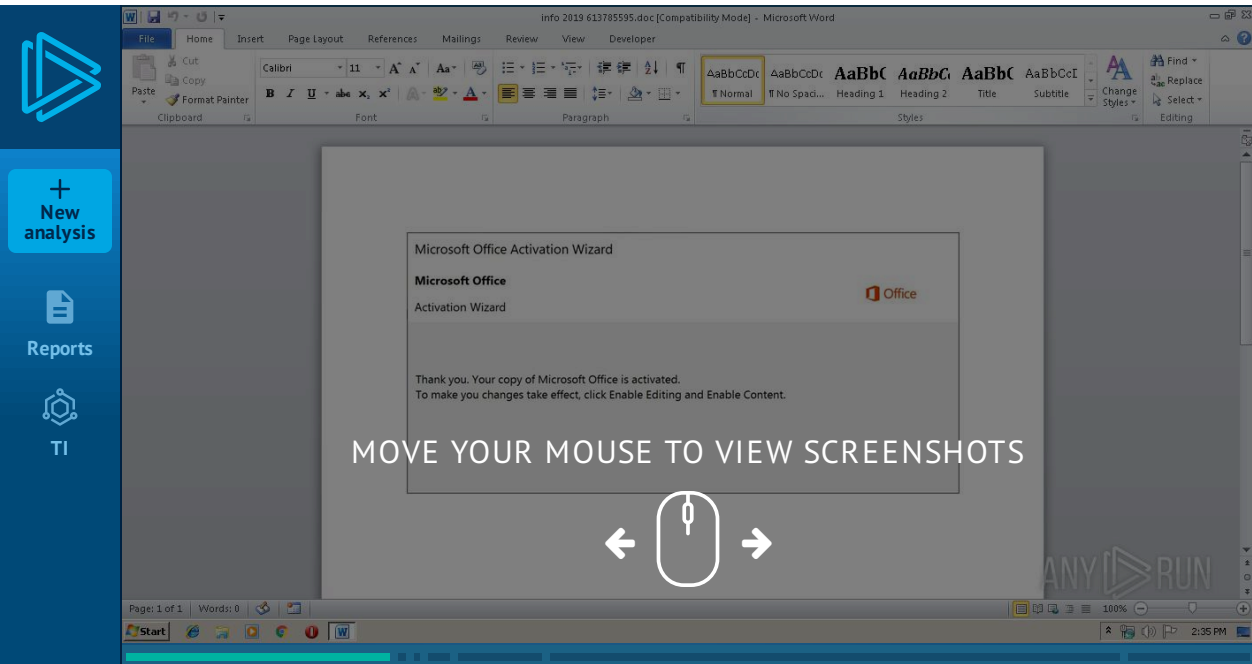 info 2019 613785595.doc [Compatibility Mode] - Microsoft Word
File Home Insert Page Layout References Mailings Review View Developer
Cut
Copy
Format Painter
Paste
Clipboard
Calibri 11
Font
Paragraph
AaBbCcDc AaBbCcDc AaBbC AaBbC AaBbC AaBbCcI
¶ Normal ¶ No Spaci... Heading 1 Heading 2 Title Subtitle
Change
Styles
Styles
Find
Replace
Select
Editing
New
analysis
Reports
TI
Microsoft Office Activation Wizard
Microsoft Office
Office
Activation Wizard
Thank you. Your copy of Microsoft Office is activated.
To make you changes take effect, click Enable Editing and Enable Content.
MOVE YOUR MOUSE TO VIEW SCREENSHOTS
ANY RUN
Page: 1 of 1 Words: 0 100%
Start 2:35 PM